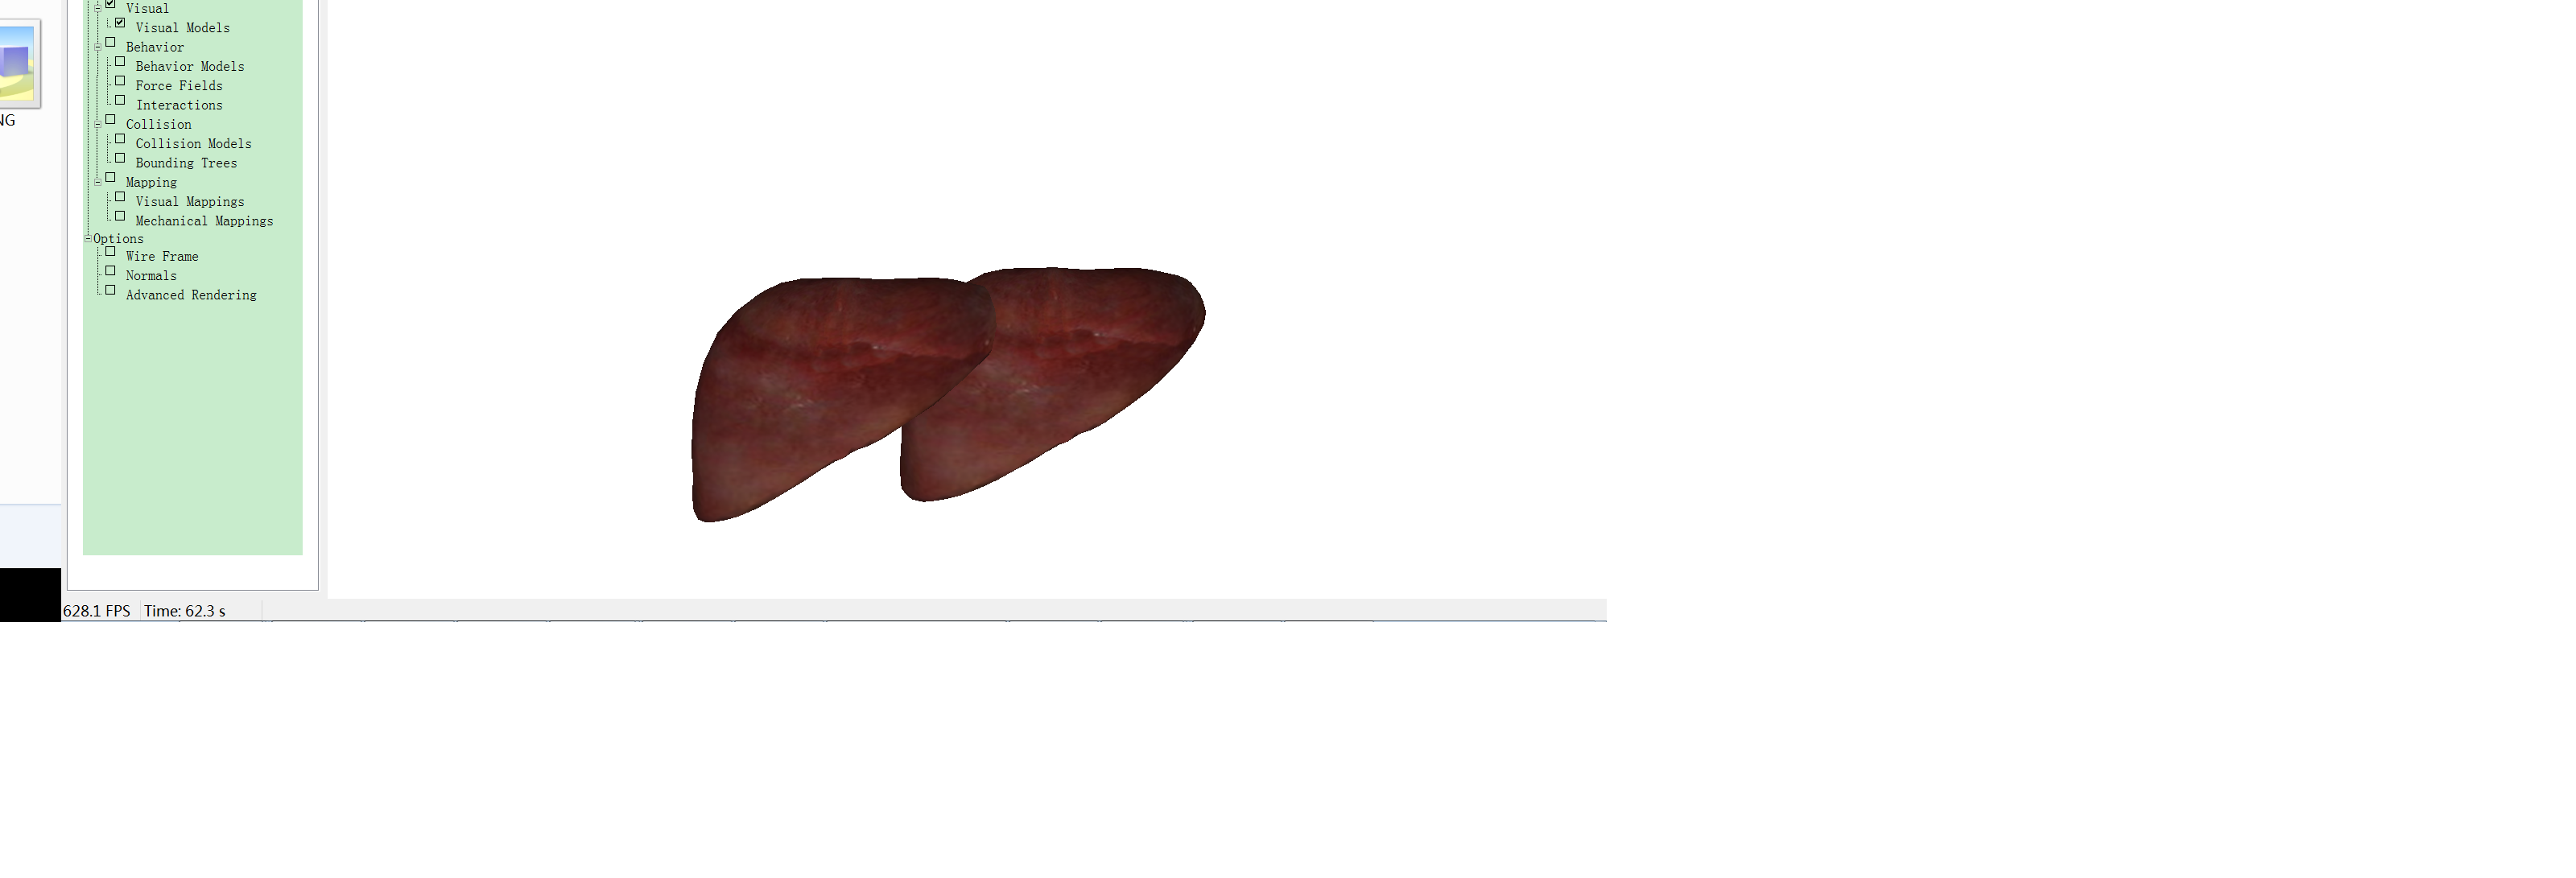 Visual
Visual Models
Behavior
Behavior Models
Force Fields
Interactions
NG
Collision
Collision Models
Bounding Trees
Mapping
Visual Mappings
Mechanical Mappings
Options
Wire Frame
Normals
Advanced Rendering
628.1 FPS Time: 62.3 s